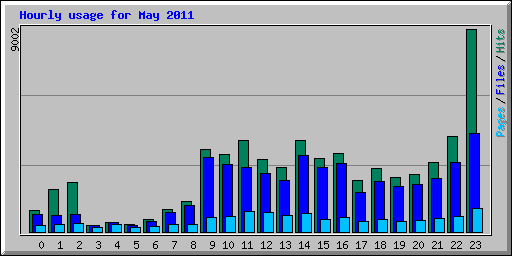 Hourly usage for May 2011
9002
Pages/Files/Hits
0 1 2 3 4 5 6 7 8 9 10 11 12 13 14 15 16 17 18 19 20 21 22 23